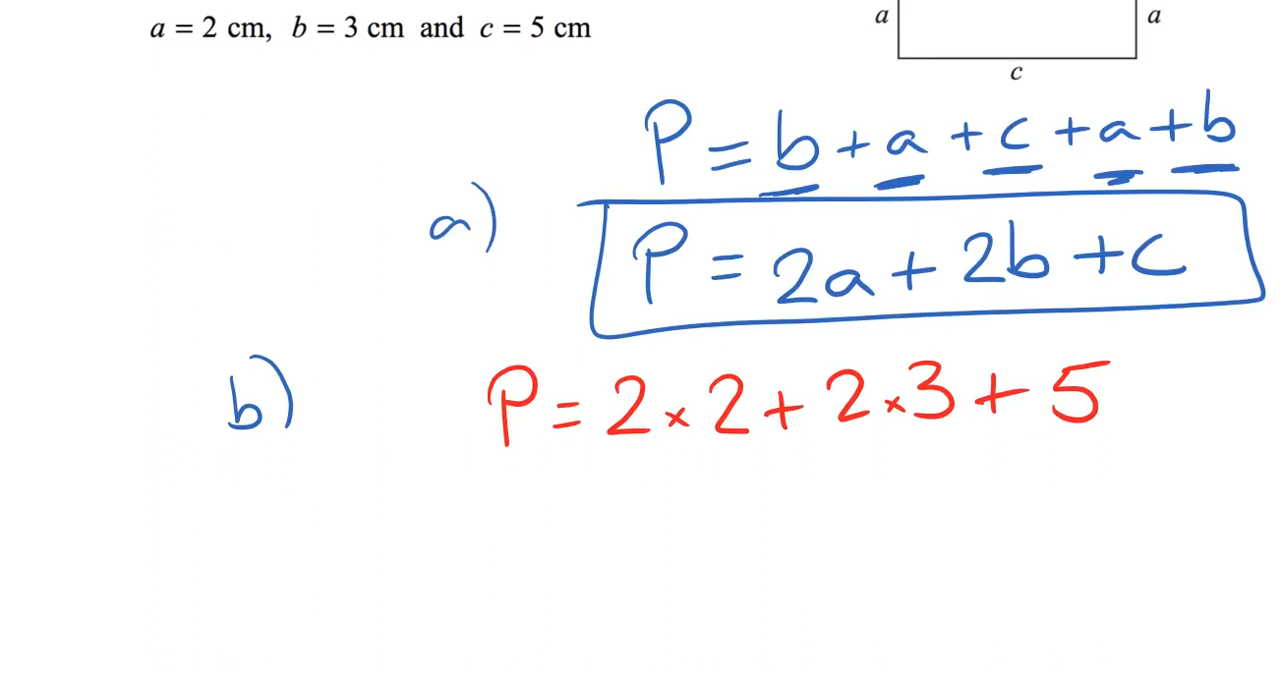 a = 2 cm, b = 3 cm and c = 5 cm
a
a
c
P = b + a + c + a + b
a)
P = 2a + 2b + c
b)
P = 2 × 2 + 2 × 3 + 5